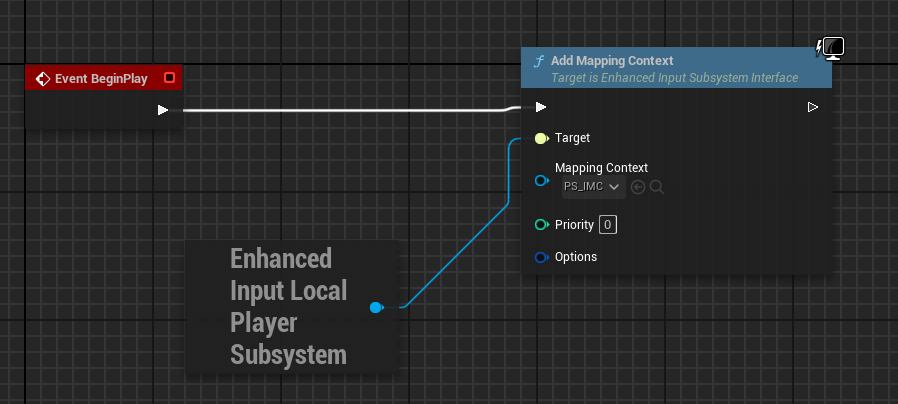 Event BeginPlay
Add Mapping Context
Target is Enhanced Input Subsystem Interface
Target
Mapping Context
PS_IMC
Priority 0
Options
Enhanced
Input Local
Player
Subsystem